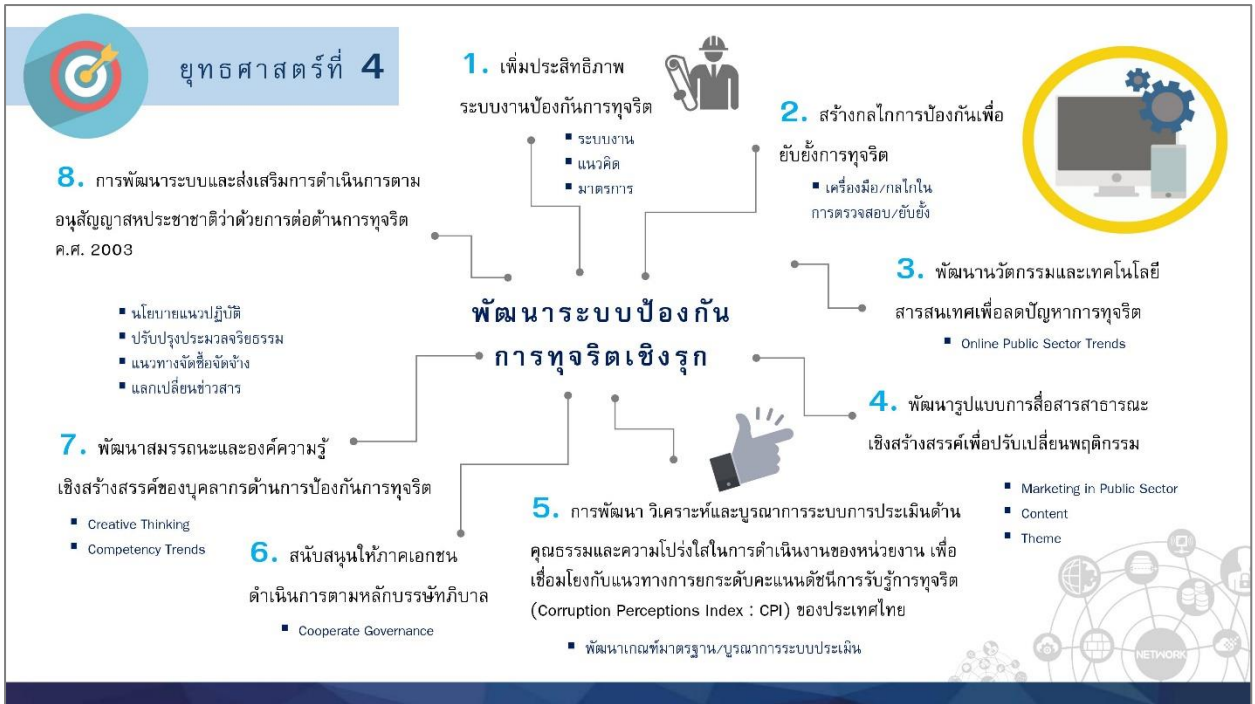 ยุทธศาสตร์ที่ 4
1. เพิ่มประสิทธิภาพ
ระบบงานป้องกันการทุจริต
■ ระบบงาน
■ แนวคิด
■ มาตรการ
2. สร้างกลไกการป้องกันเพื่อ
ยับยั้งการทุจริต
■ เครื่องมือ/กลไกใน
การตรวจสอบ/ยับยั้ง
3. พัฒนานวัตกรรมและเทคโนโลยี
สารสนเทศเพื่อลดปัญหาการทุจริต
■ Online Public Sector Trends
4. พัฒนารูปแบบการสื่อสารสาธารณะ
เชิงสร้างสรรค์เพื่อปรับเปลี่ยนพฤติกรรม
■ Marketing in Public Sector
■ Content
■ Theme
5. การพัฒนา วิเคราะห์และบูรณาการระบบการประเมินด้าน
คุณธรรมและความโปร่งใสในการดำเนินงานของหน่วยงาน เพื่อ
เชื่อมโยงกับแนวทางการยกระดับคะแนนดัชนีการรับรู้การทุจริต
(Corruption Perceptions Index : CPI) ของประเทศไทย
■ พัฒนาเกณฑ์มาตรฐาน/บูรณาการระบบประเมิน
6. สนับสนุนให้ภาคเอกชน
ดำเนินการตามหลักบรรษัทภิบาล
■ Cooperate Governance
7. พัฒนาสมรรถนะและองค์ความรู้
เชิงสร้างสรรค์ของบุคลากรด้านการป้องกันการทุจริต
■ Creative Thinking
■ Competency Trends
8. การพัฒนาระบบและส่งเสริมการดำเนินการตาม
อนุสัญญาสหประชาชาติว่าด้วยการต่อต้านการทุจริต
ค.ศ. 2003
■ นโยบายแนวปฏิบัติ
■ ปรับปรุงประมวลจริยธรรม
■ แนวทางจัดซื้อจัดจ้าง
■ แลกเปลี่ยนข่าวสาร
พัฒนาระบบป้องกัน
การทุจริตเชิงรุก
NETWORK